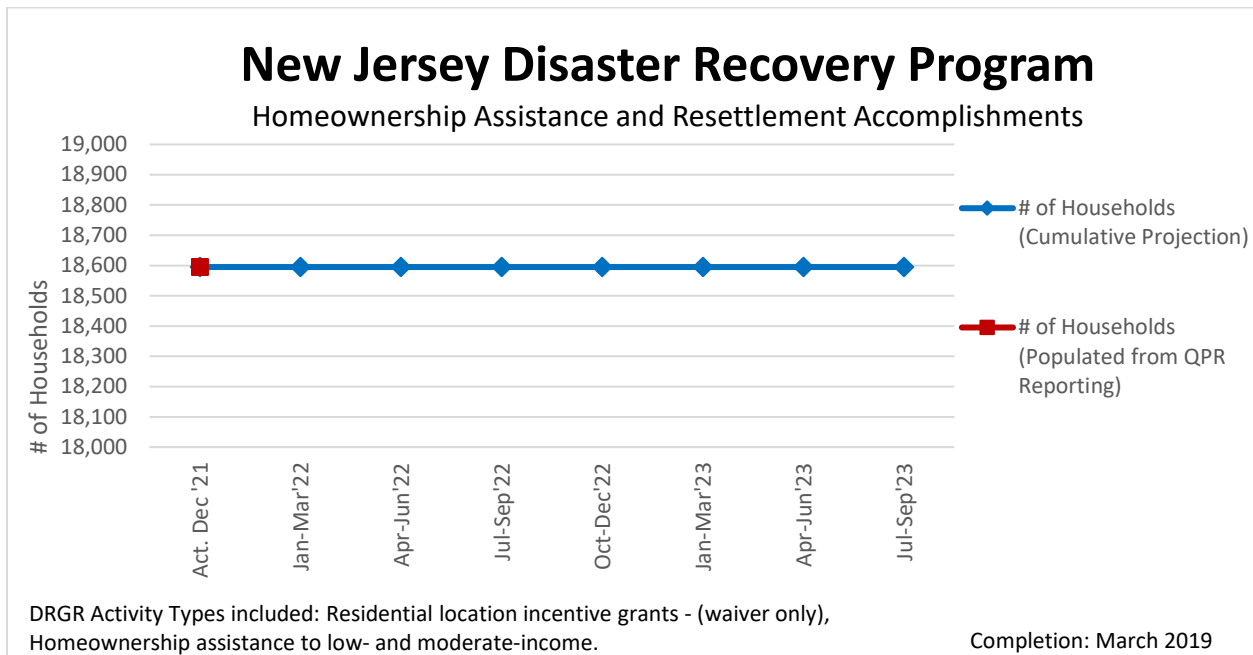 New Jersey Disaster Recovery Program
Homeownership Assistance and Resettlement Accomplishments
# of Households
19,000
18,900
18,800
18,700
18,600
18,500
18,400
18,300
18,200
18,100
18,000
Act. Dec '21
Jan-Mar'22
Apr-Jun'22
Jul-Sep'22
Oct-Dec'22
Jan-Mar'23
Apr-Jun'23
Jul-Sep'23
# of Households
(Cumulative Projection)
# of Households
(Populated from QPR
Reporting)
DRGR Activity Types included: Residential location incentive grants - (waiver only),
Homeownership assistance to low- and moderate-income.
Completion: March 2019